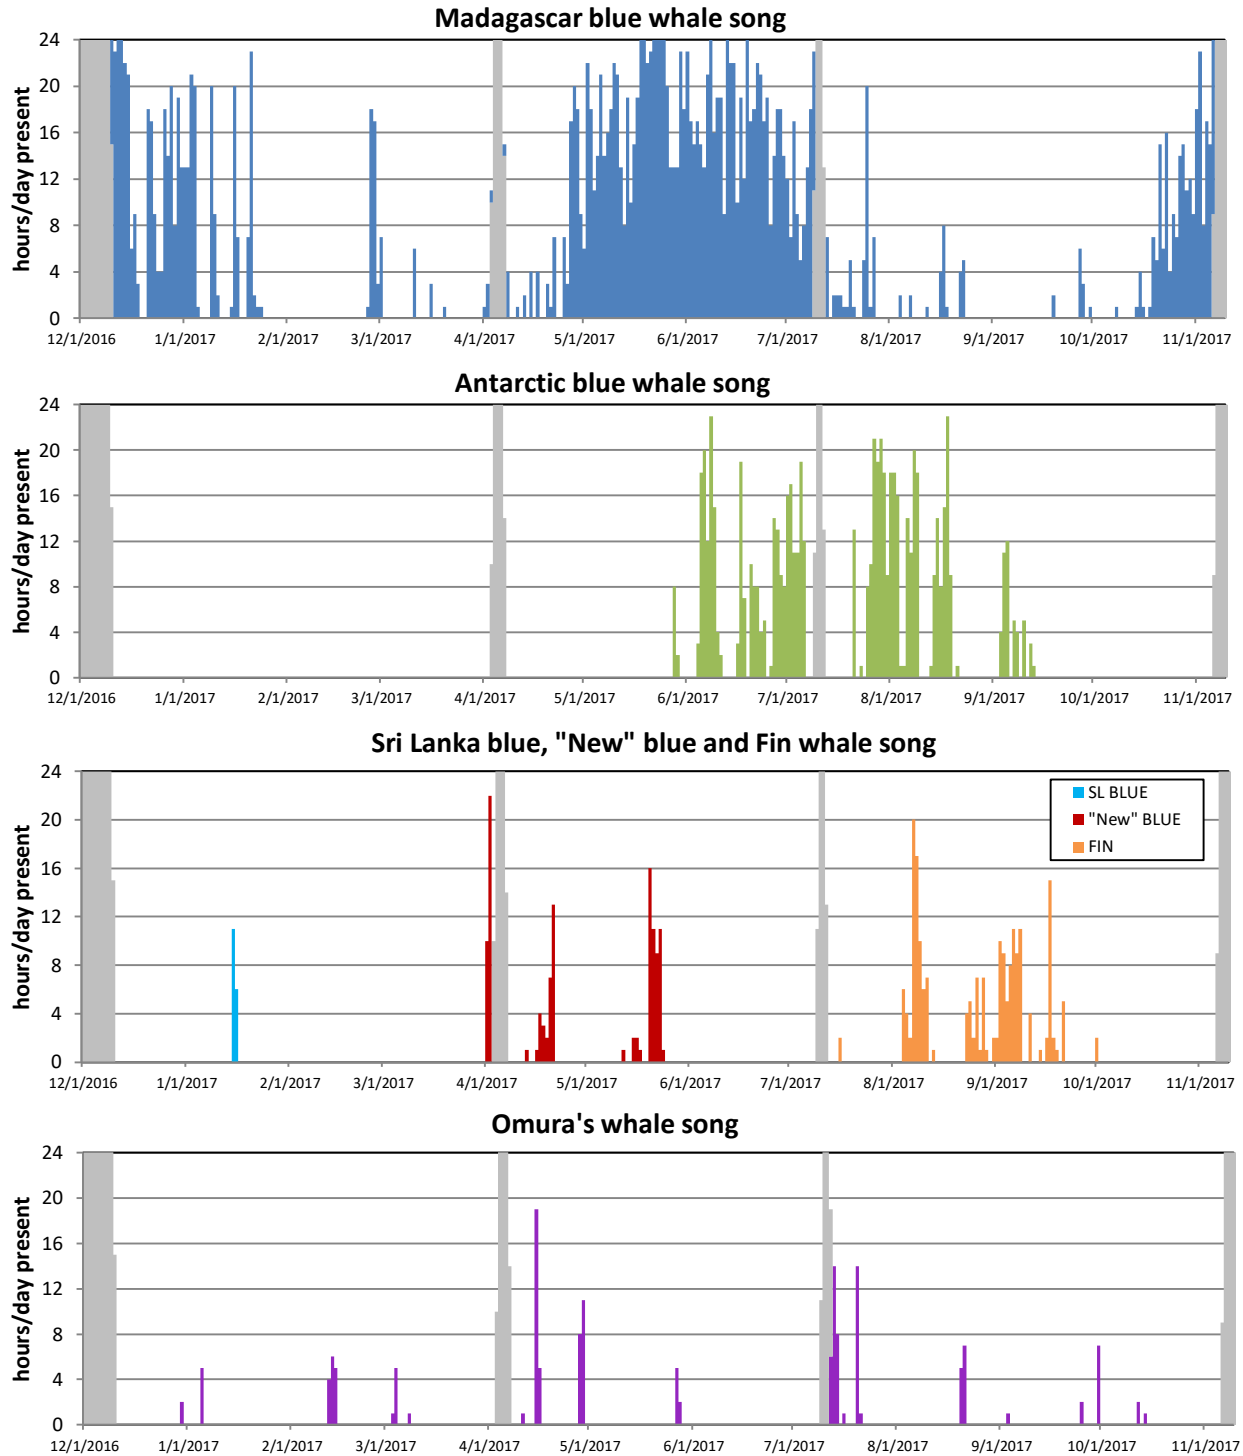 Madagascar blue whale song
hours/day present
24
20
16
12
8
4
0
12/1/2016 1/1/2017 2/1/2017 3/1/2017 4/1/2017 5/1/2017 6/1/2017 7/1/2017 8/1/2017 9/1/2017 10/1/2017 11/1/2017
Antarctic blue whale song
hours/day present
24
20
16
12
8
4
0
12/1/2016 1/1/2017 2/1/2017 3/1/2017 4/1/2017 5/1/2017 6/1/2017 7/1/2017 8/1/2017 9/1/2017 10/1/2017 11/1/2017
Sri Lanka blue, "New" blue and Fin whale song
hours/day present
24
20
16
12
8
4
0
SL BLUE
"New" BLUE
FIN
12/1/2016 1/1/2017 2/1/2017 3/1/2017 4/1/2017 5/1/2017 6/1/2017 7/1/2017 8/1/2017 9/1/2017 10/1/2017 11/1/2017
Omura's whale song
hours/day present
24
20
16
12
8
4
0
12/1/2016 1/1/2017 2/1/2017 3/1/2017 4/1/2017 5/1/2017 6/1/2017 7/1/2017 8/1/2017 9/1/2017 10/1/2017 11/1/2017